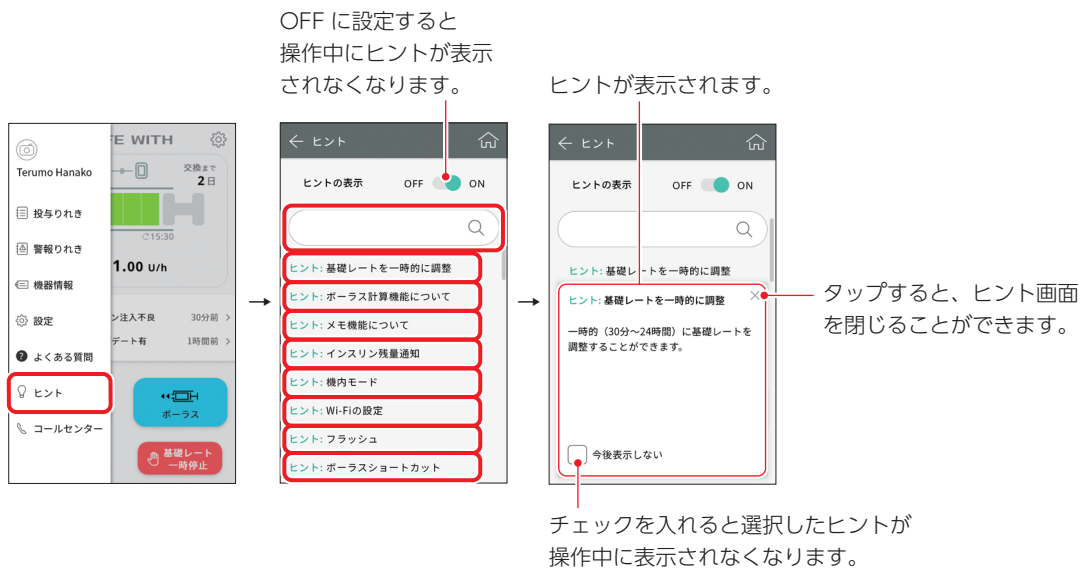 OFF に設定すると
操作中にヒントが表示
されなくなります。
ヒントが表示されます。
FE WITH
Terumo Hanako
交換まで
2日
投与りれき
15:30
警報りれき
1.00 U/h
機器情報
設定
ン注入不良 30分前 >
デート有 1時間前 >
よくある質問
ヒント
ボーラス
コールセンター
基礎レート
一時停止
→
← ヒント
ヒントの表示 OFF ON
ヒント: 基礎レートを一時的に調整
ヒント: ボーラス計算機能について
ヒント: メモ機能について
ヒント: インスリン残量通知
ヒント: 機内モード
ヒント: Wi-Fiの設定
ヒント: フラッシュ
ヒント: ボーラスショートカット
→
← ヒント
ヒントの表示 OFF ON
ヒント: 基礎レートを一時的に調整
ヒント: 基礎レートを一時的に調整 ×
一時的(30分~24時間)に基礎レートを
調整することができます。
今後表示しない
タップすると、ヒント画面
を閉じることができます。
チェックを入れると選択したヒントが
操作中に表示されなくなります。